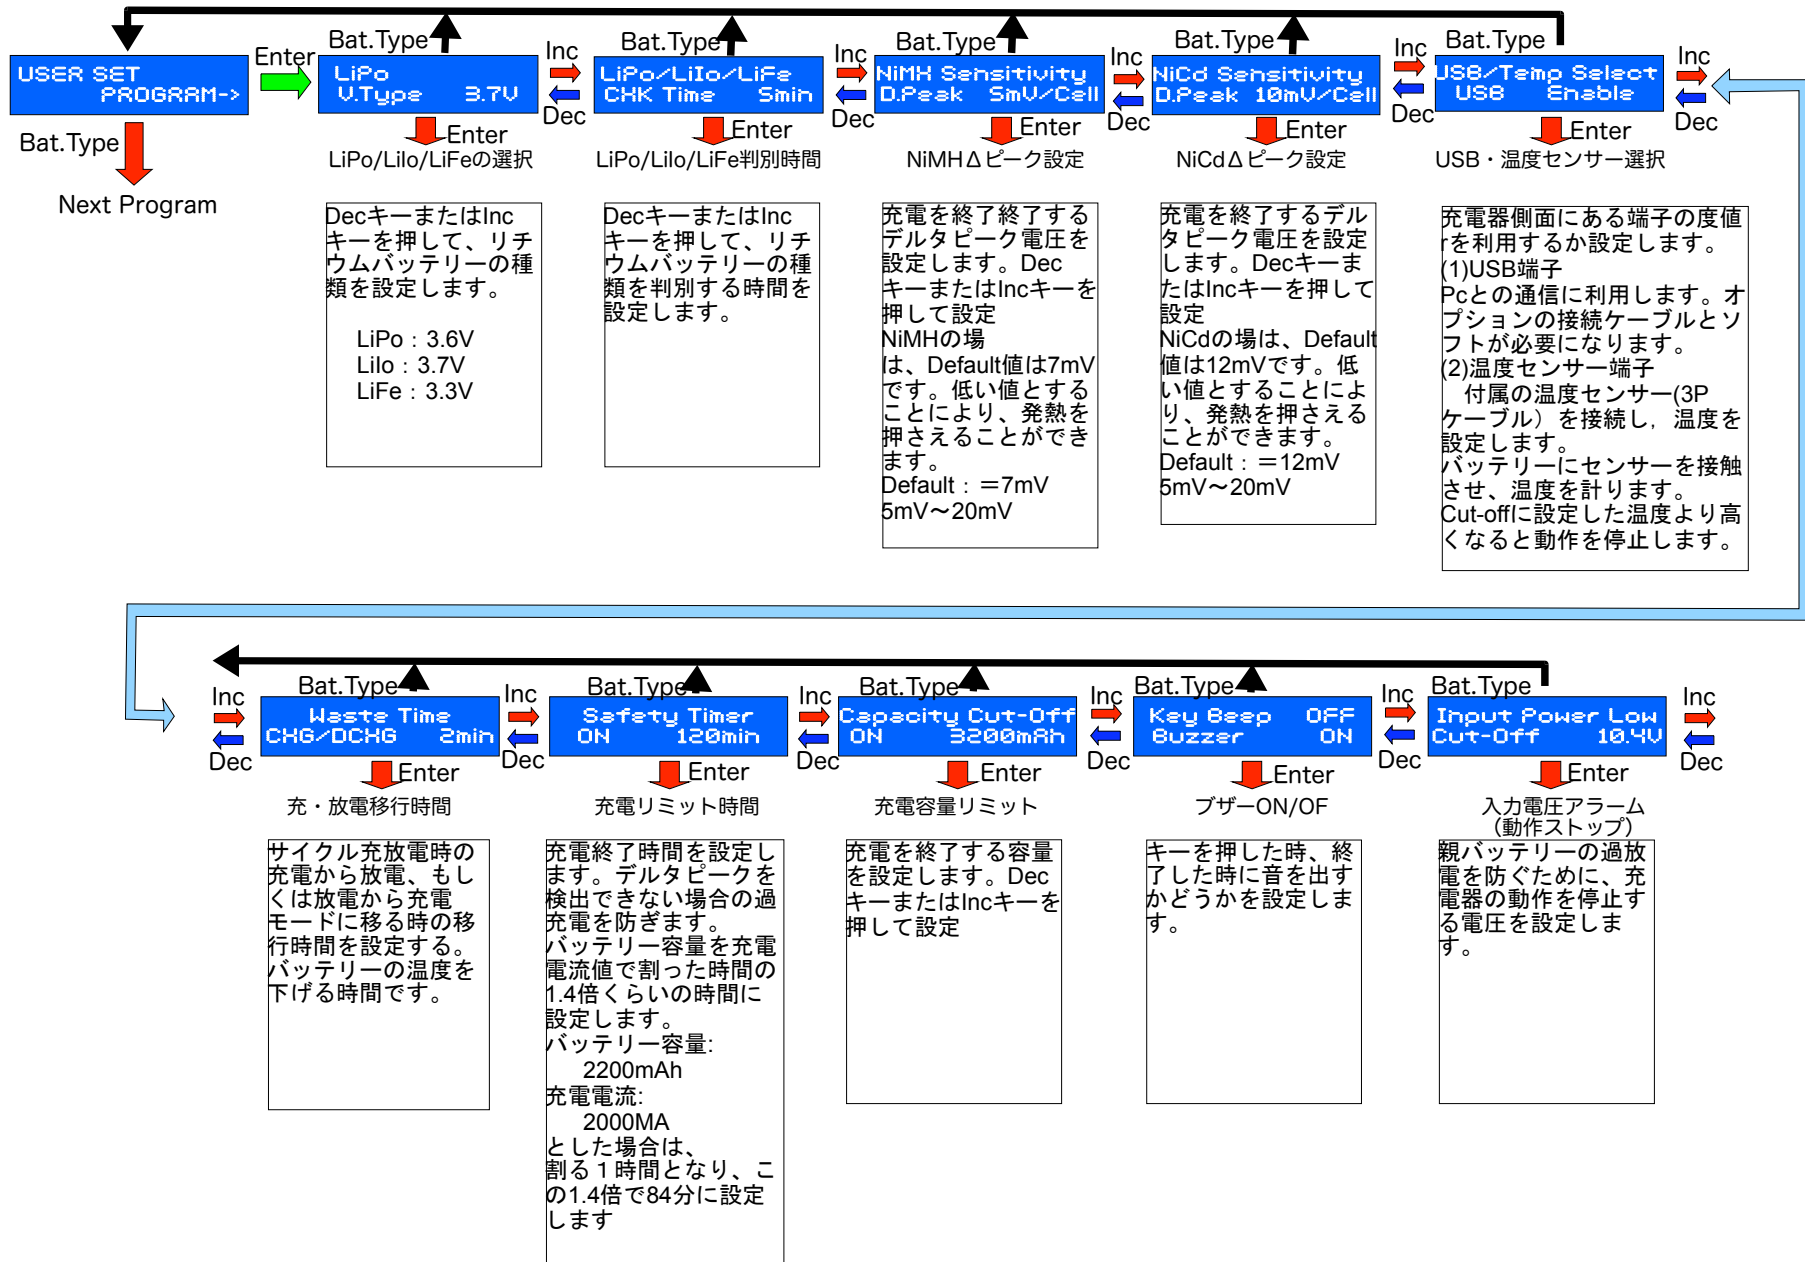 Bat.Type
Inc
Bat.Type
Inc
Bat.Type
Inc
Bat.Type
Inc
Bat.Type
Inc
Enter
USER SET
PROGRAM->
LiPo
V.Type 3.7V
LiPo/LiIo/LiFe
CHK Time 5min
NiMH Sensitivity
D.Peak 5mV/Cell
NiCd Sensitivity
D.Peak 10mV/Cell
USB/Temp Select
USB Enable
Dec
Dec
Dec
Dec
Dec
Bat.Type
Next Program
Enter
LiPo/LiIo/LiFeの選択
Enter
LiPo/LiIo/LiFe判別時間
Enter
NiMHΔピーク設定
Enter
NiCdΔピーク設定
Enter
USB・温度センサー選択
DecキーまたはInc
キーを押して、リチ
ウムバッテリーの種
類を設定します。
LiPo：3.6V
LiIo：3.7V
LiFe：3.3V
DecキーまたはInc
キーを押して、リチ
ウムバッテリーの種
類を判別する時間を
設定します。
充電を終了終了する
デルタピーク電圧を
設定します。Dec
キーまたはIncキーを
押して設定
NiMHの場
は、Default値は7mV
です。低い値とする
ことにより、発熱を
押さえることができ
ます。
Default：＝7mV
5mV～20mV
充電を終了するデル
タピーク電圧を設定
します。Decキーま
たはIncキーを押して
設定
NiCdの場は、Default
値は12mVです。低
い値とすることによ
り、発熱を押さえる
ことができます。
Default：＝12mV
5mV～20mV
充電器側面にある端子の度値
rを利用するか設定します。
(1)USB端子
Pcとの通信に利用します。オ
プションの接続ケーブルとソ
フトが必要になります。
(2)温度センサー端子
付属の温度センサー(3P
ケーブル）を接続し，温度を
設定します。
バッテリーにセンサーを接触
させ、温度を計ります。
Cut-offに設定した温度より高
くなると動作を停止します。
Inc
Bat.Type
Inc
Bat.Type
Inc
Bat.Type
Inc
Bat.Type
Inc
Bat.Type
Inc
Waste Time
CHG/DCHG 2min
Safety Timer
ON 120min
Capacity Cut-Off
ON 3200mAh
Key Beep OFF
Buzzer ON
Input Power Low
Cut-Off 10.4V
Dec
Dec
Dec
Dec
Dec
Dec
Enter
充・放電移行時間
Enter
充電リミット時間
Enter
充電容量リミット
Enter
ブザーON/OF
Enter
入力電圧アラーム
（動作ストップ）
サイクル充放電時の
充電から放電、もし
くは放電から充電
モードに移る時の移
行時間を設定する。
バッテリーの温度を
下げる時間です。
充電終了時間を設定し
ます。デルタピークを
検出できない場合の過
充電を防ぎます。
バッテリー容量を充電
電流値で割った時間の
1.4倍くらいの時間に
設定します。
バッテリー容量:
2200mAh
充電電流:
2000MA
とした場合は、
割る１時間となり、こ
の1.4倍で84分に設定
します
充電を終了する容量
を設定します。Dec
キーまたはIncキーを
押して設定
キーを押した時、終
了した時に音を出す
かどうかを設定しま
す。
親バッテリーの過放
電を防ぐために、充
電器の動作を停止す
る電圧を設定しま
す。